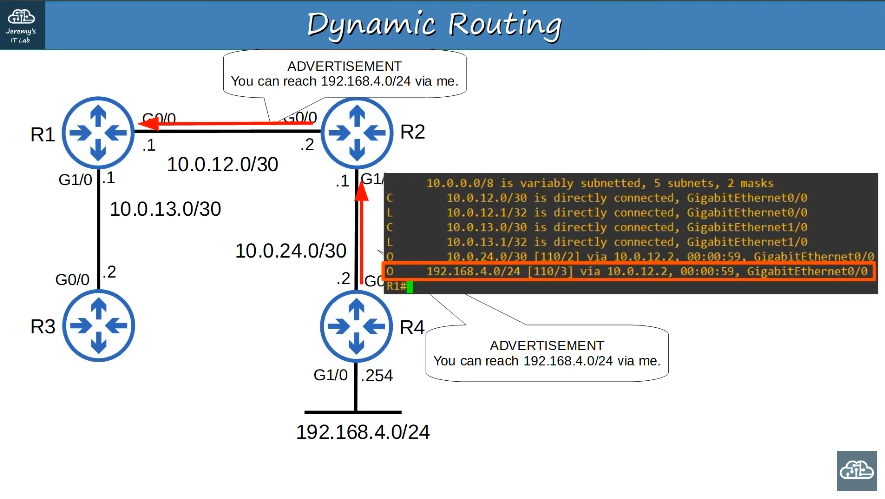 Jeremy's
IT Lab
Dynamic Routing
ADVERTISEMENT
You can reach 192.168.4.0/24 via me.
R1
G0/0
G0/0
R2
.1
.2
10.0.12.0/30
G1/0
.1
.1
G1/
10.0.13.0/30
10.0.24.0/30
10.0.0.0/8 is variably subnetted, 5 subnets, 2 masks
C 10.0.12.0/30 is directly connected, GigabitEthernet0/0
L 10.0.12.1/32 is directly connected, GigabitEthernet0/0
C 10.0.13.0/30 is directly connected, GigabitEthernet1/0
L 10.0.13.1/32 is directly connected, GigabitEthernet1/0
O 10.0.24.0/30 [110/2] via 10.0.12.2, 00:00:59, GigabitEthernet0/0
O 192.168.4.0/24 [110/3] via 10.0.12.2, 00:00:59, GigabitEthernet0/0
R1#
G0/0
.2
.2
G0
R3
R4
ADVERTISEMENT
You can reach 192.168.4.0/24 via me.
G1/0
.254
192.168.4.0/24